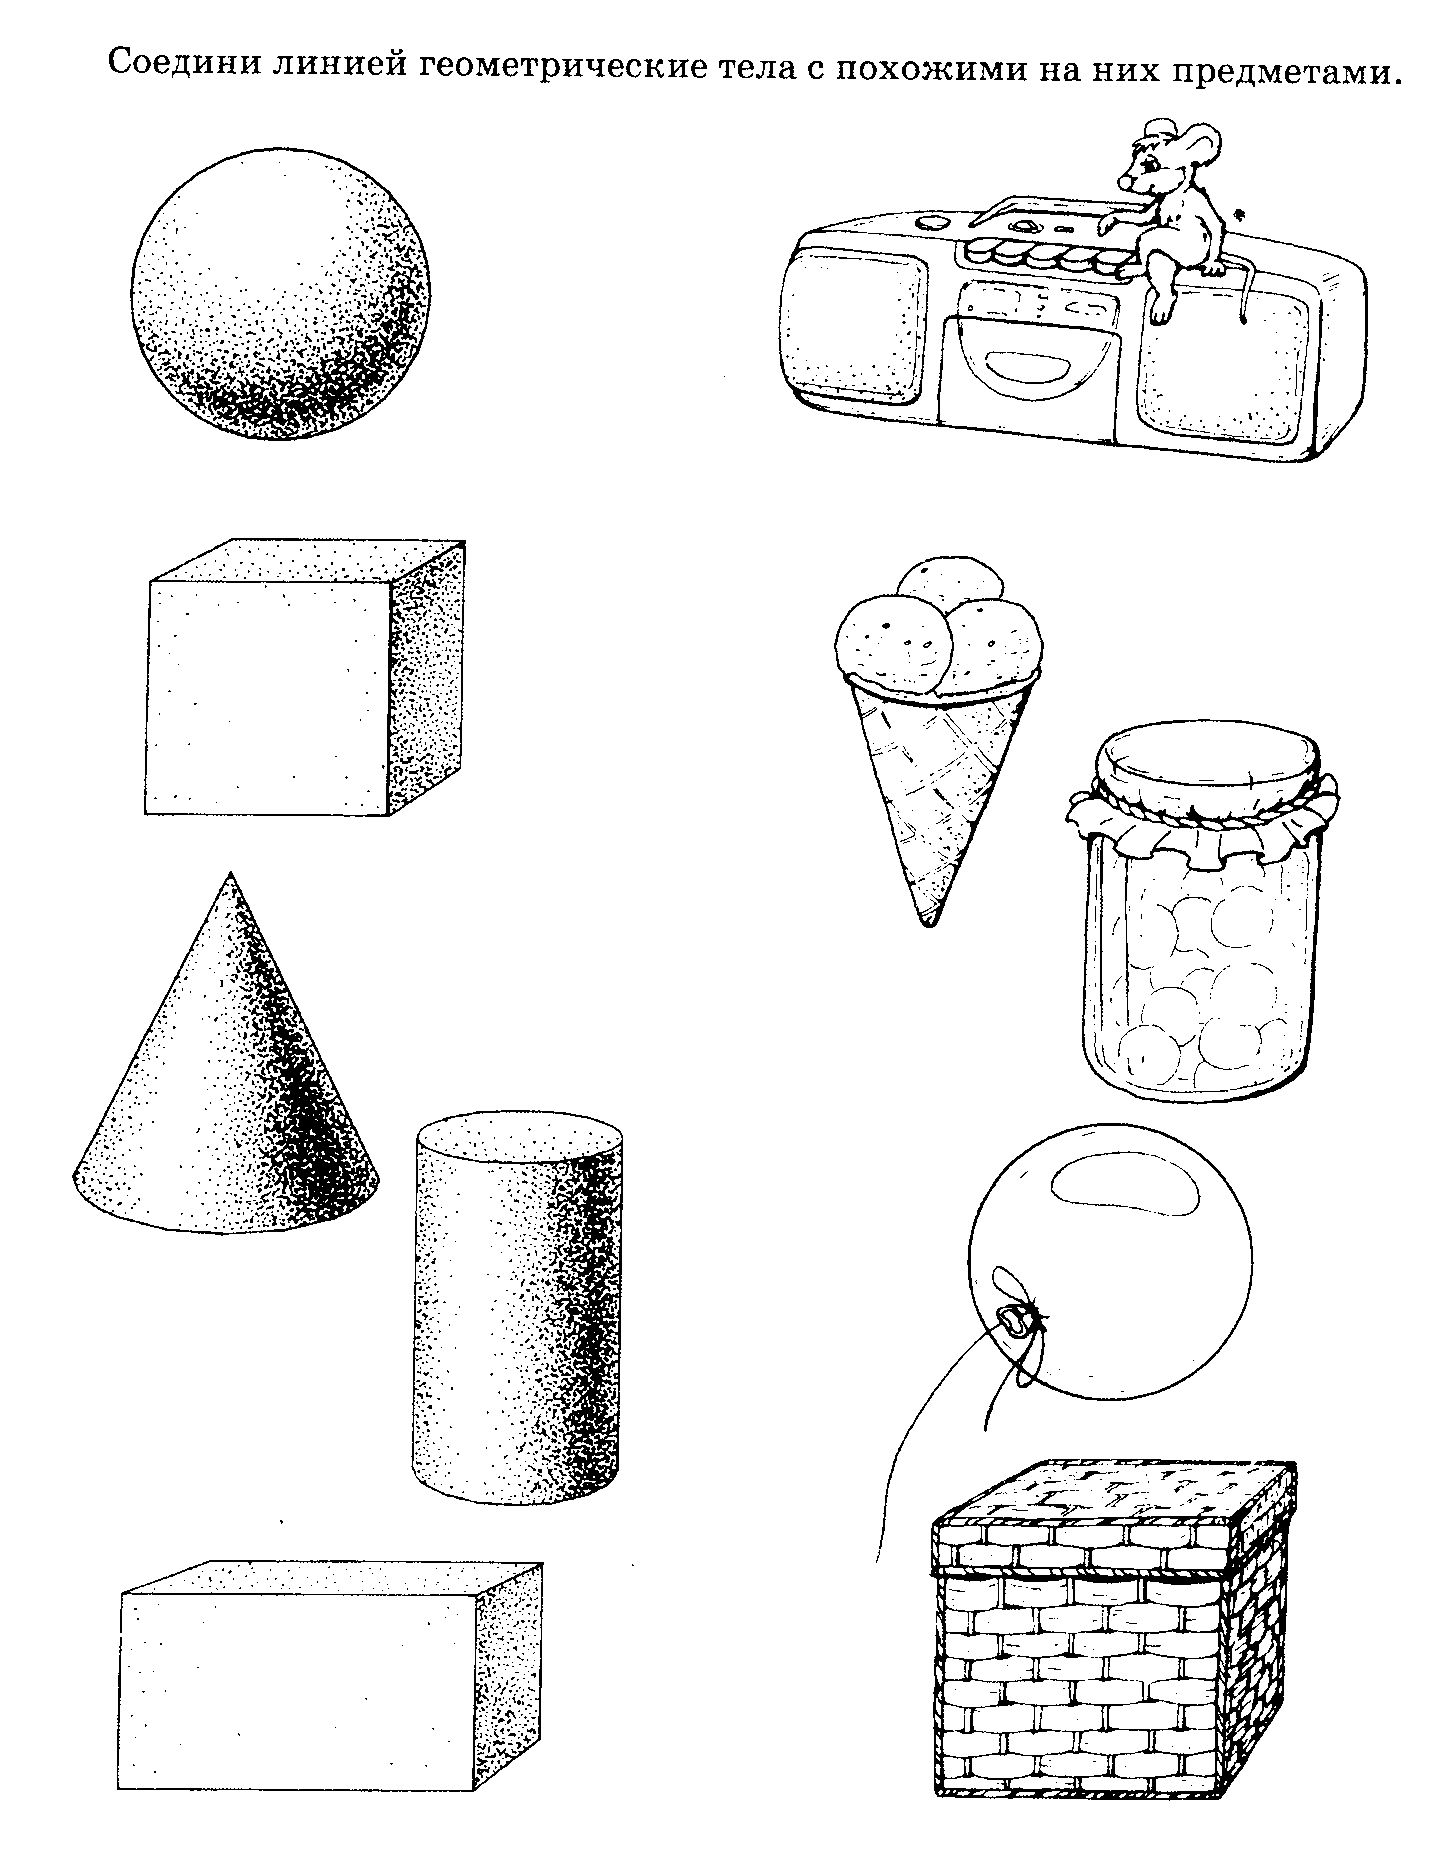 Соедини линией геометрические тела с похожими на них предметами.